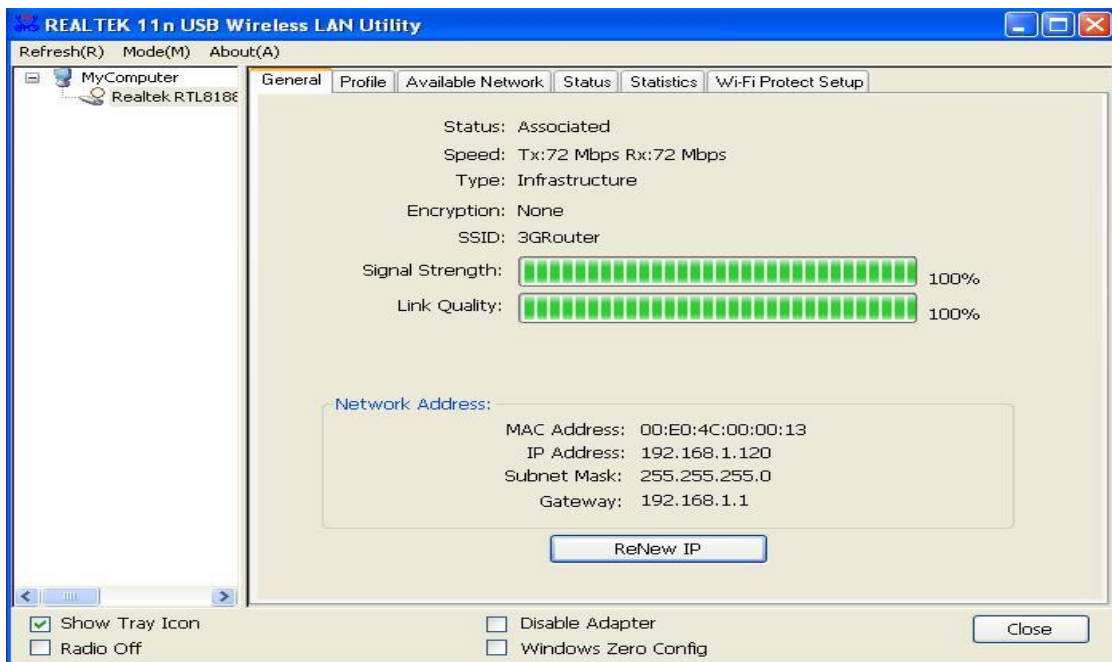 REALTEK 11n USB Wireless LAN Utility
Refresh(R) Mode(M) About(A)
MyComputer
Realtek RTL8188
General Profile Available Network Status Statistics Wi-Fi Protect Setup
Status: Associated
Speed: Tx:72 Mbps Rx:72 Mbps
Type: Infrastructure
Encryption: None
SSID: 3GRouter
Signal Strength: 100%
Link Quality: 100%
Network Address:
MAC Address: 00:E0:4C:00:00:13
IP Address: 192.168.1.120
Subnet Mask: 255.255.255.0
Gateway: 192.168.1.1
ReNew IP
Show Tray Icon
Radio Off
Disable Adapter
Windows Zero Config
Close